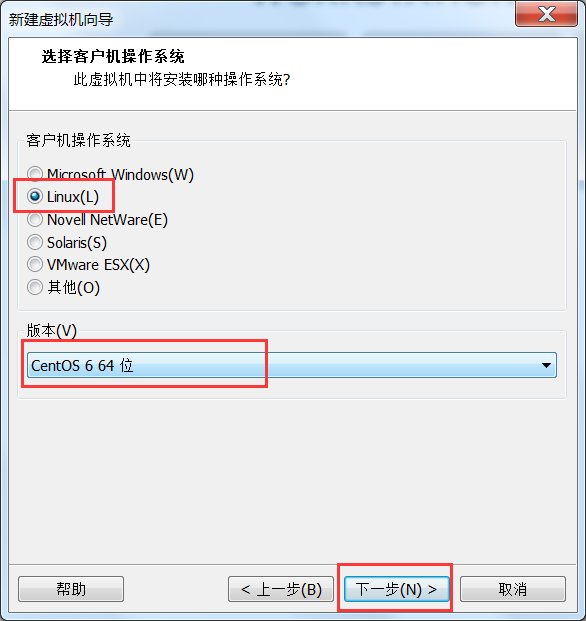 新建虚拟机向导
选择客户机操作系统
此虚拟机中将安装哪种操作系统?
客户机操作系统
Microsoft Windows(W)
Linux(L)
Novell NetWare(E)
Solaris(S)
VMware ESX(X)
其他(O)
版本(V)
CentOS 6 64 位
帮助
< 上一步(B)
下一步(N) >
取消